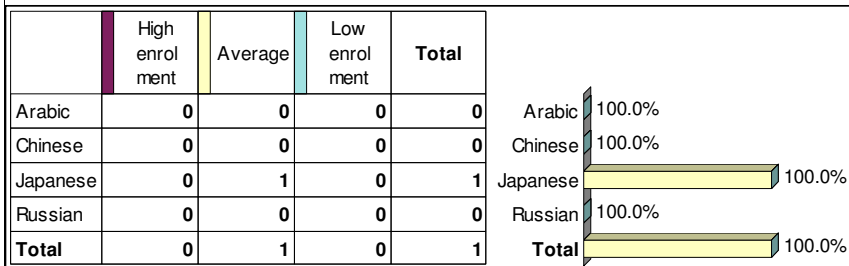 High enrol ment Average Low enrol ment Total
Arabic 0 0 0 0
Chinese 0 0 0 0
Japanese 0 1 0 1
Russian 0 0 0 0
Total 0 1 0 1
Arabic 100.0%
Chinese 100.0%
Japanese 100.0%
Russian 100.0%
Total 100.0%